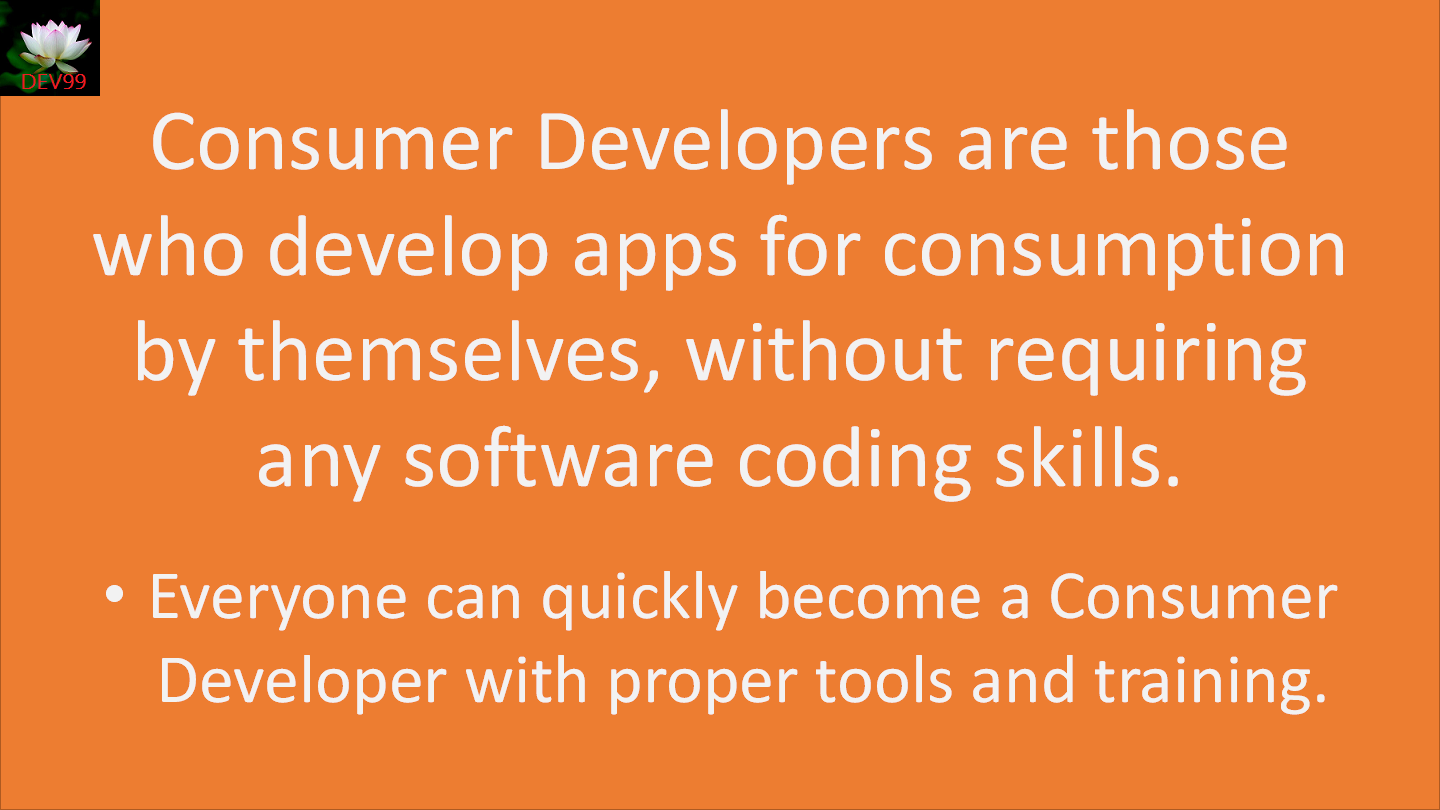 DEV99
Consumer Developers are those
who develop apps for consumption
by themselves, without requiring
any software coding skills.
• Everyone can quickly become a Consumer
Developer with proper tools and training.